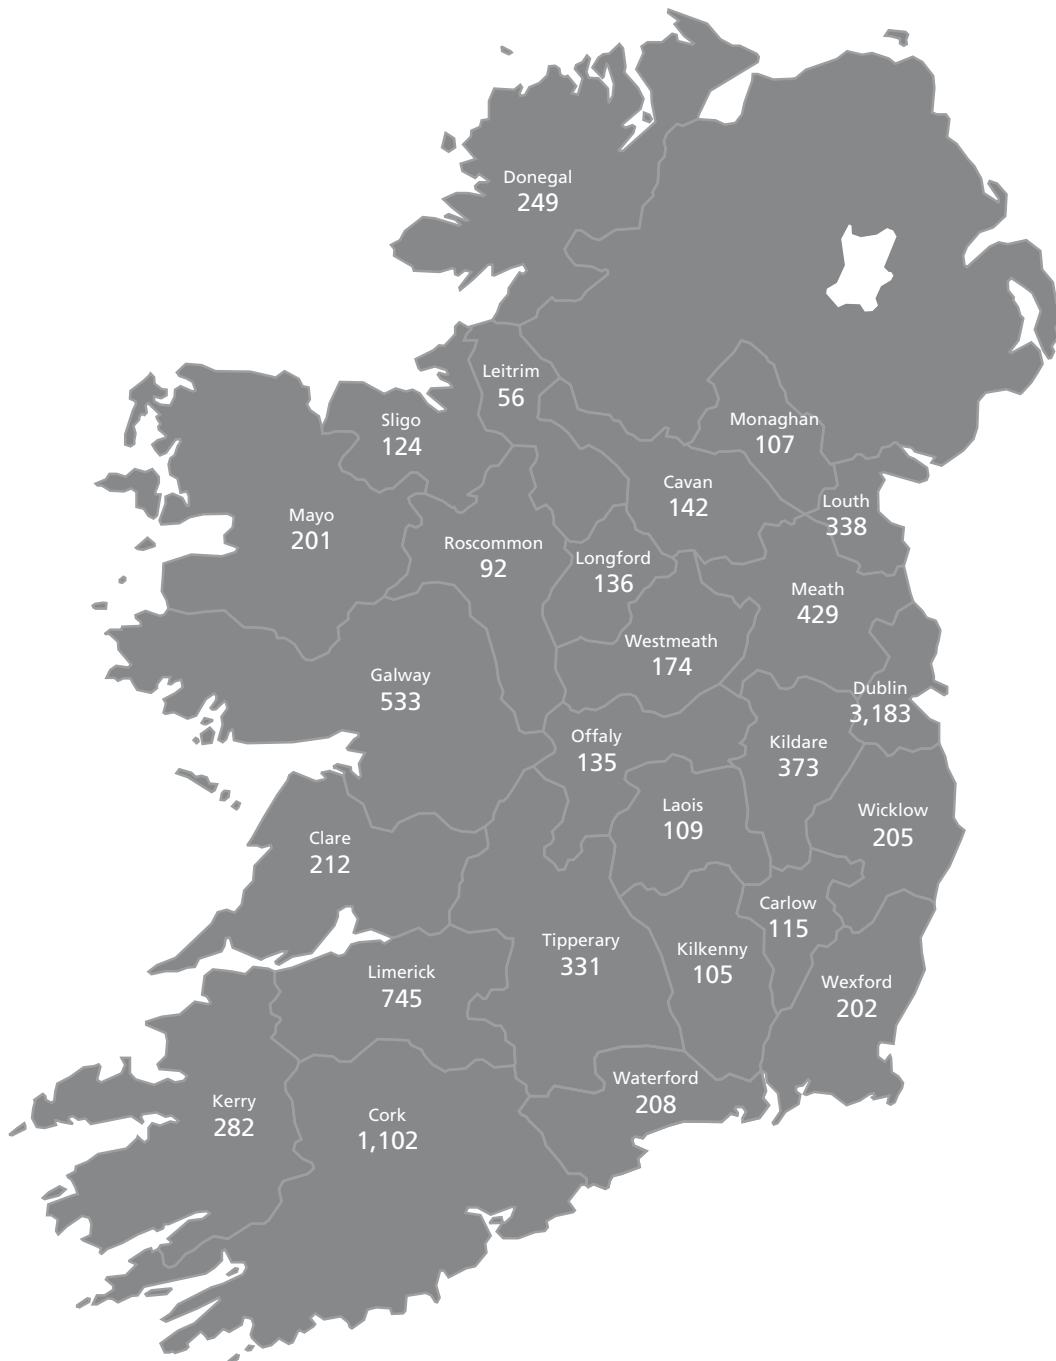 Donegal
249
Leitrim
56
Sligo
124
Monaghan
107
Cavan
142
Louth
338
Mayo
201
Roscommon
92
Longford
136
Meath
429
Westmeath
174
Galway
533
Dublin
3,183
Offaly
135
Kildare
373
Laois
109
Wicklow
205
Clare
212
Carlow
115
Tipperary
331
Kilkenny
105
Limerick
745
Wexford
202
Waterford
208
Kerry
282
Cork
1,102